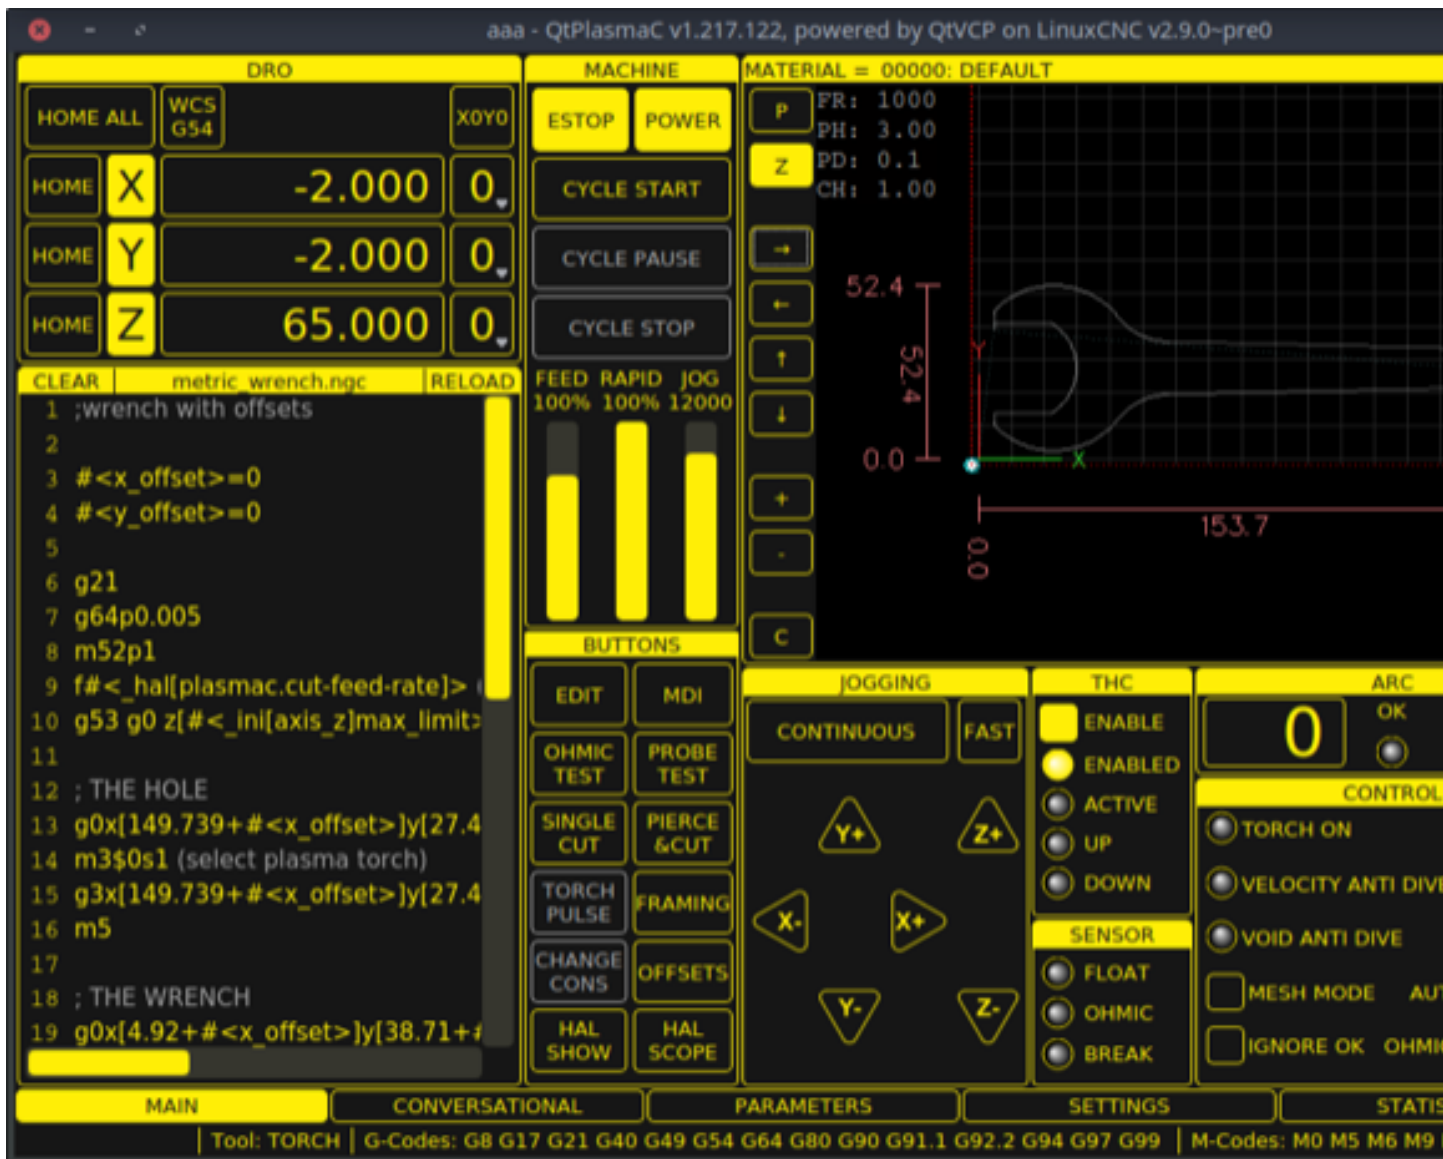 aaa - QtPlasmaC v1.217.122, powered by QtVCP on LinuxCNC v2.9.0~pre0
DRO
HOME ALL
WCS
G54
X0Y0
HOME X -2.000 0
HOME Y -2.000 0
HOME Z 65.000 0
CLEAR metric_wrench.ngc RELOAD
1 ;wrench with offsets
2
3 #<x_offset>=0
4 #<y_offset>=0
5
6 g21
7 g64p0.005
8 m52p1
9 f#<_hal[plasmac.cut-feed-rate]> (
10 g53 g0 z[#<_ini[axis_z]max_limit>
11
12 ; THE HOLE
13 g0x[149.739+#<x_offset>]y[27.4
14 m3$0s1 (select plasma torch)
15 g3x[149.739+#<x_offset>]y[27.4
16 m5
17
18 ; THE WRENCH
19 g0x[4.92+#<x_offset>]y[38.71+#
MACHINE
ESTOP POWER
CYCLE START
CYCLE PAUSE
CYCLE STOP
FEED RAPID JOG
100% 100% 12000
BUTTONS
EDIT
MDI
OHMIC
TEST
PROBE
TEST
SINGLE
CUT
PIERCE
&CUT
TORCH
PULSE
FRAMING
CHANGE
CONS
OFFSETS
HAL
SHOW
HAL
SCOPE
MATERIAL = 00000: DEFAULT
P
Z
→
←
↑
↓
+
-
C
FR: 1000
PH: 3.00
PD: 0.1
CH: 1.00
52.4
52.4
0.0
Y
X
153.7
0.0
JOGGING
CONTINUOUS FAST
Y+ Z+
X- X+
Y- Z-
THC
ENABLE
ENABLED
ACTIVE
UP
DOWN
SENSOR
FLOAT
OHMIC
BREAK
ARC
0
OK
CONTROL
TORCH ON
VELOCITY ANTI DIVE
VOID ANTI DIVE
MESH MODE AUT
IGNORE OK OHMIC
MAIN CONVERSATIONAL PARAMETERS SETTINGS STATIS
Tool: TORCH G-Codes: G8 G17 G21 G40 G49 G54 G64 G80 G90 G91.1 G92.2 G94 G97 G99 M-Codes: M0 M5 M6 M9